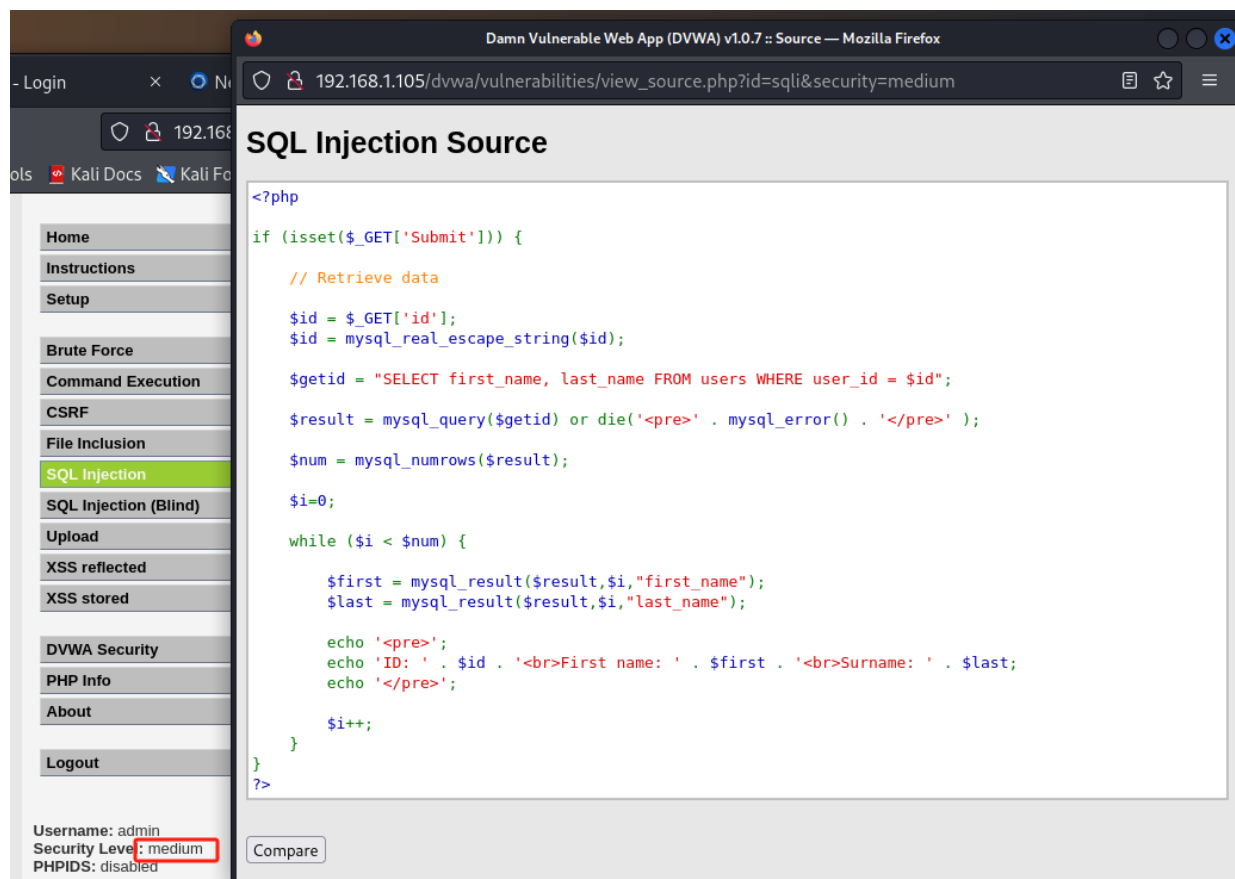 Damn Vulnerable Web App (DVWA) v1.0.7 :: Source — Mozilla Firefox
- Login
192.168.1.105/dvwa/vulnerabilities/view_source.php?id=sqli&security=medium
192.168
Kali Docs Kali Fo
SQL Injection Source
Home
Instructions
Setup
Brute Force
Command Execution
CSRF
File Inclusion
SQL Injection
SQL Injection (Blind)
Upload
XSS reflected
XSS stored
DVWA Security
PHP Info
About
Logout
Username: admin
Security Level: medium
PHPIDS: disabled
<?php
if (isset($_GET['Submit'])) {
// Retrieve data
$id = $_GET['id'];
$id = mysql_real_escape_string($id);
$getid = "SELECT first_name, last_name FROM users WHERE user_id = $id";
$result = mysql_query($getid) or die('<pre>' . mysql_error() . '</pre>' );
$num = mysql_numrows($result);
$i=0;
while ($i < $num) {
$first = mysql_result($result,$i,"first_name");
$last = mysql_result($result,$i,"last_name");
echo '<pre>';
echo 'ID: ' . $id . '<br>First name: ' . $first . '<br>Surname: ' . $last;
echo '</pre>';
$i++;
}
}
?>
Compare